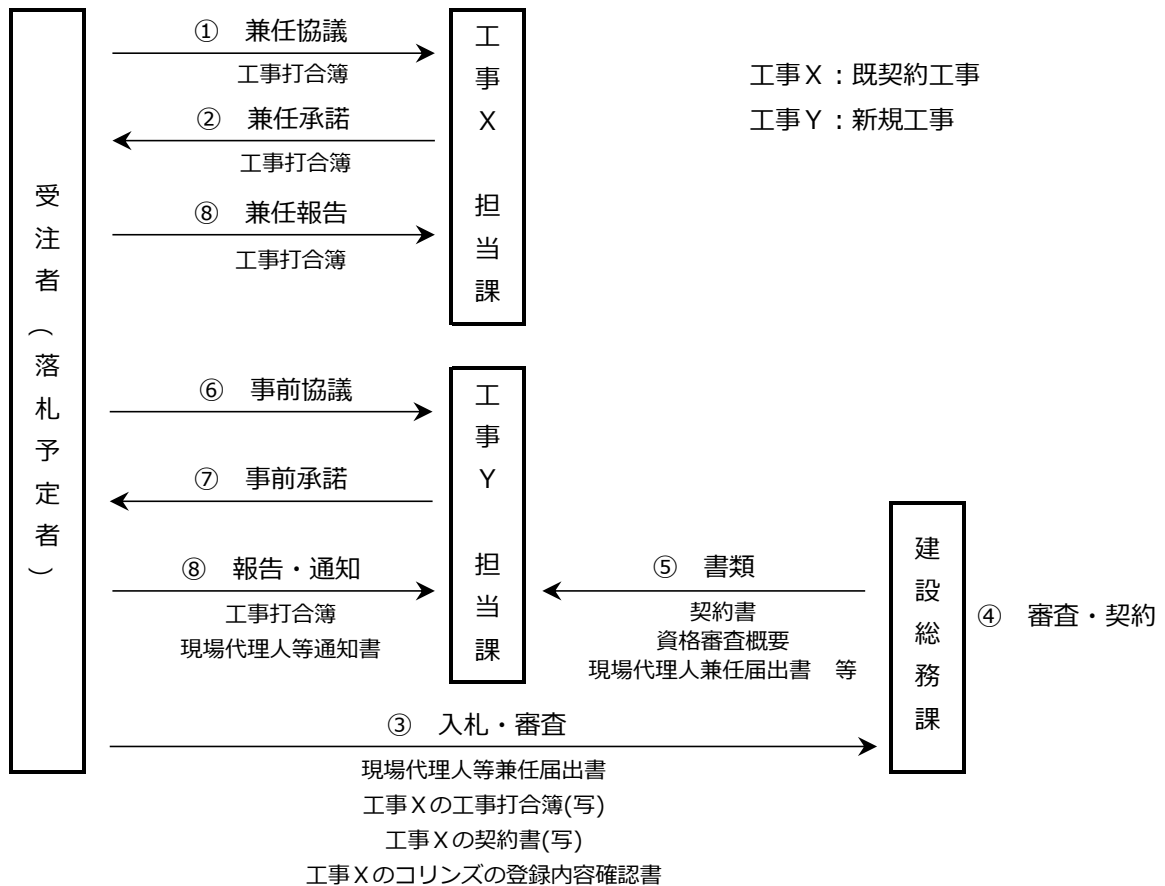 受注者（落札予定者）
① 兼任協議
工事打合簿
② 兼任承諾
工事打合簿
⑧ 兼任報告
工事打合簿
工事Ｘ 担当課
工事Ｘ：既契約工事
工事Ｙ：新規工事
⑥ 事前協議
⑦ 事前承諾
⑧ 報告・通知
工事打合簿
現場代理人等通知書
工事Ｙ 担当課
⑤ 書類
契約書
資格審査概要
現場代理人兼任届出書 等
建設総務課
④ 審査・契約
③ 入札・審査
現場代理人等兼任届出書
工事Ｘの工事打合簿(写)
工事Ｘの契約書(写)
工事Ｘのコリンズの登録内容確認書